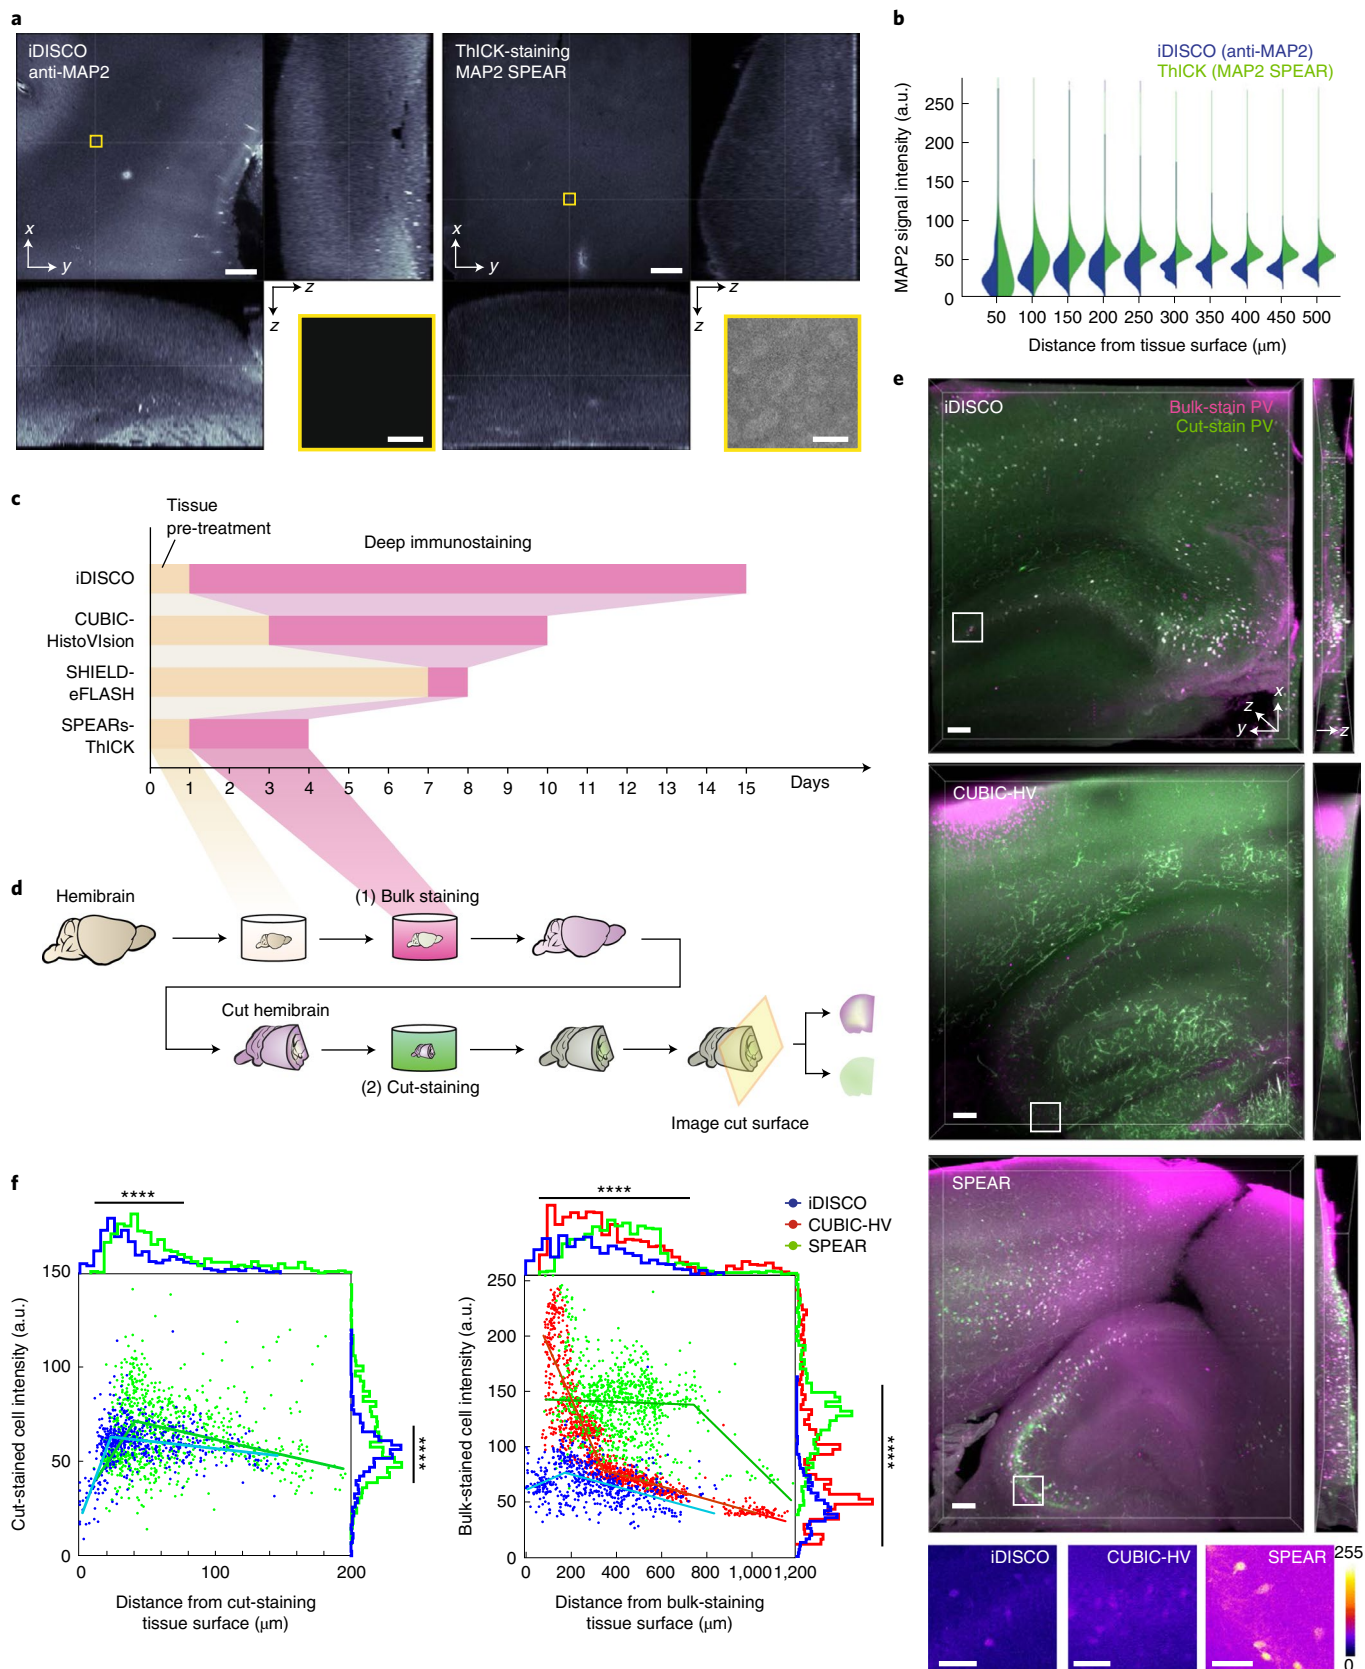 a
iDISCO
anti-MAP2
x
y
z
z
ThICK-staining
MAP2 SPEAR
x
y
z
z
b
iDISCO (anti-MAP2)
ThICK (MAP2 SPEAR)
MAP2 signal intensity (a.u.)
250
200
150
100
50
0
50 100 150 200 250 300 350 400 450 500
Distance from tissue surface (μm)
c
Tissue
pre-treatment
Deep immunostaining
iDISCO
CUBIC-
HistoVIsion
SHIELD-
eFLASH
SPEARs-
ThICK
0 1 2 3 4 5 6 7 8 9 10 11 12 13 14 15 Days
d
Hemibrain
(1) Bulk staining
Cut hemibrain
(2) Cut-staining
Image cut surface
e
iDISCO
Bulk-stain PV
Cut-stain PV
x
z
y
z
CUBIC-HV
SPEAR
iDISCO
CUBIC-HV
SPEAR
255
0
f
****
Cut-stained cell intensity (a.u.)
150
100
50
0
0 100 200
****
Distance from cut-staining
tissue surface (μm)
****
iDISCO
CUBIC-HV
SPEAR
Bulk-stained cell intensity (a.u.)
250
200
150
100
50
0
0 200 400 600 800 1,000 1,200
****
Distance from bulk-staining
tissue surface (μm)